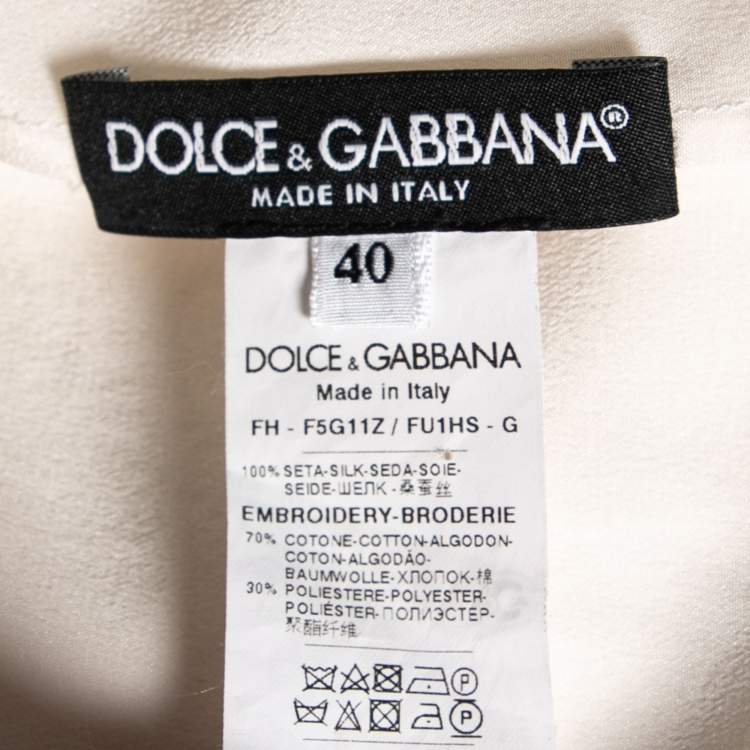 DOLCE & GABBANA®
MADE IN ITALY
40
DOLCE & GABBANA
Made in Italy
FH - F5G11Z / FU1HS - G
100% SETA-SILK-SEDA-SOIE-
SEIDE-ШЕЛК-桑蚕丝
EMBROIDERY-BRODERIE
70% COTONE-COTTON-ALGODON-
COTON-ALGODÃO-
BAUMWOLLE-ХЛОПОК-棉
30% POLIESTERE-POLYESTER-
POLIÉSTER-ПОЛИЭСТЕР-
聚酯纤维
P
P